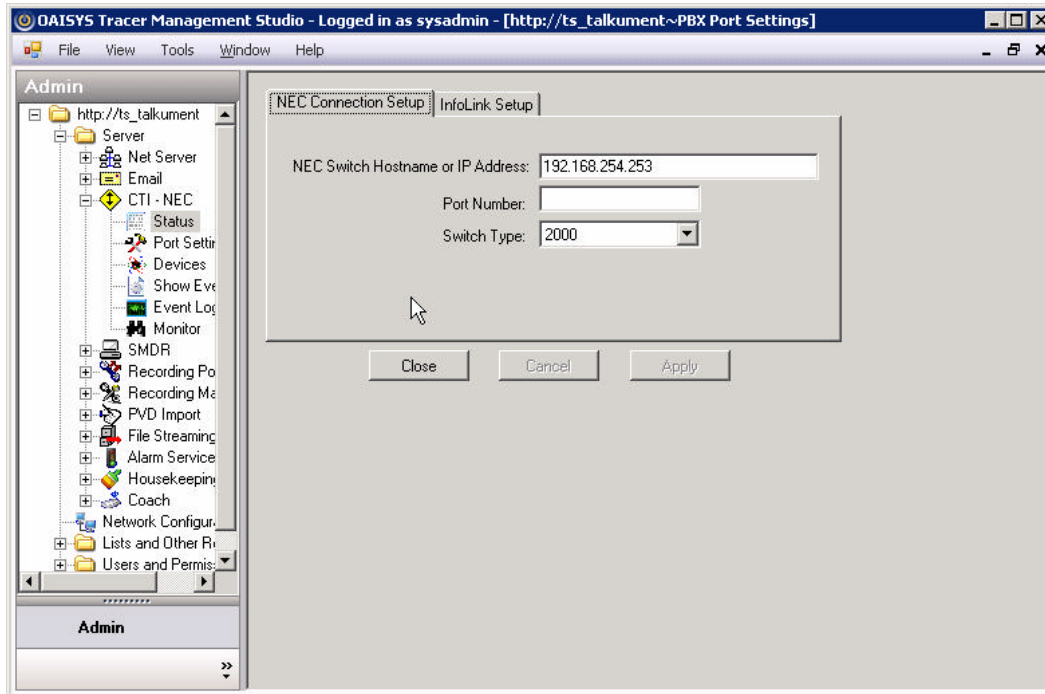 OAISYS Tracer Management Studio - Logged in as sysadmin - [http://ts_talkument~PBX Port Settings]
File View Tools Window Help
Admin
http://ts_talkument
Server
Net Server
Email
CTI - NEC
Status
Port Settin
Devices
Show Eve
Event Log
Monitor
SMDR
Recording Po
Recording Ma
PVD Import
File Streaming
Alarm Service
Housekeeping
Coach
Network Configur
Lists and Other R
Users and Permis
Admin
NEC Connection Setup InfoLink Setup
NEC Switch Hostname or IP Address: 192.168.254.253
Port Number:
Switch Type: 2000
Close Cancel Apply